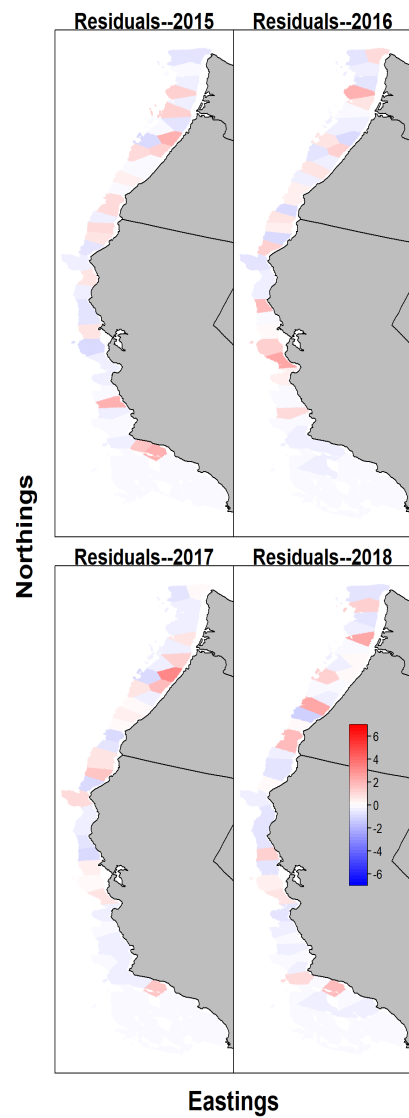 Residuals--2015
Residuals--2016
Northings
Residuals--2017
Residuals--2018
6
4
2
0
-2
-4
-6
Eastings